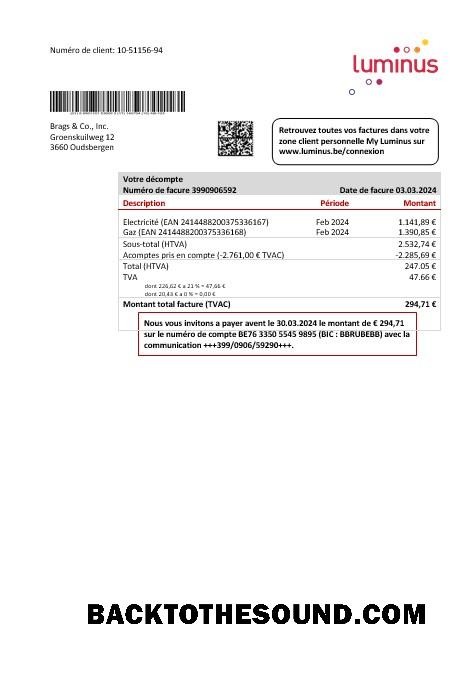 Numéro de client: 10-51156-94
luminus
Brags & Co., Inc.
Groenskuilweg 12
3660 Oudsbergen
Retrouvez toutes vos factures dans votre
zone client personnelle My Luminus sur
www.luminus.be/connexion
Votre décompte
Numéro de facure 3990906592 Date de facure 03.03.2024
Description Période Montant
Electricité (EAN 2414488200375336167) Feb 2024 1.141,89 €
Gaz (EAN 2414488200375336168) Feb 2024 1.390,85 €
Sous-total (HTVA) 2.532,74 €
Acomptes pris en compte (-2.761,00 € TVAC) -2.285,69 €
Total (HTVA) 247.05 €
TVA 47.66 €
dont 226,62 € a 21 % = 47,66 €
dont 20,43 € a 0 % = 0,00 €
Montant total facture (TVAC) 294,71 €
Nous vous invitons a payer avent le 30.03.2024 le montant de € 294,71
sur le numéro de compte BE76 3350 5545 9895 (BIC : BBRUBEBB) avec la
communication +++399/0906/59290+++.
BACKTOTHESOUND.COM